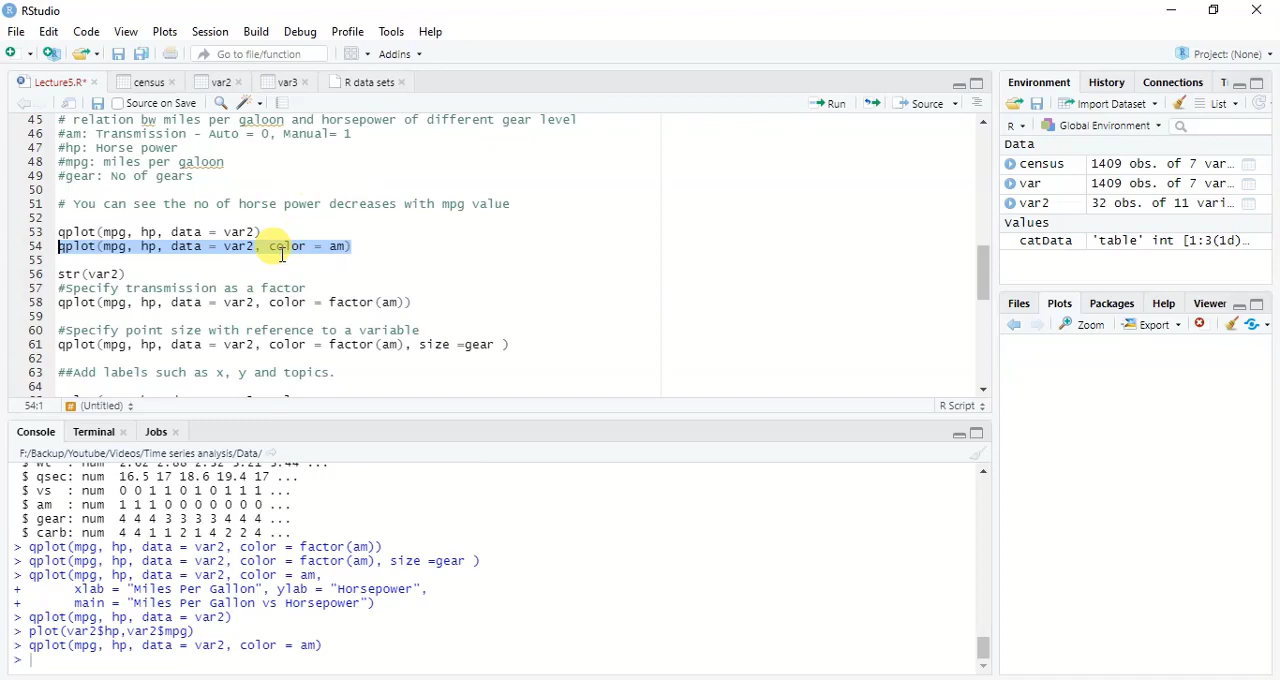 RStudio
File Edit Code View Plots Session Build Debug Profile Tools Help
Go to file/function Addins Project: (None)
Lecture5.R* census var2 var3 R data sets
Source on Save Run Source
45 # relation bw miles per galoon and horsepower of different gear level
46 #am: Transmission - Auto = 0, Manual= 1
47 #hp: Horse power
48 #mpg: miles per galoon
49 #gear: No of gears
50
51 # You can see the no of horse power decreases with mpg value
52
53 qplot(mpg, hp, data = var2)
54 qplot(mpg, hp, data = var2, color = am)
55
56 str(var2)
57 #Specify transmission as a factor
58 qplot(mpg, hp, data = var2, color = factor(am))
59
60 #Specify point size with reference to a variable
61 qplot(mpg, hp, data = var2, color = factor(am), size =gear )
62
63 ##Add labels such as x, y and topics.
64
54:1 (Untitled) R Script
Console Terminal Jobs
F:/Backup/Youtube/Videos/Time series analysis/Data/
$ qsec: num 16.5 17 18.6 19.4 17 ...
$ vs : num 0 0 1 1 0 1 0 1 1 1 ...
$ am : num 1 1 1 0 0 0 0 0 0 0 ...
$ gear: num 4 4 4 3 3 3 3 4 4 4 ...
$ carb: num 4 4 1 1 2 1 4 2 2 4 ...
> qplot(mpg, hp, data = var2, color = factor(am))
> qplot(mpg, hp, data = var2, color = factor(am), size =gear )
> qplot(mpg, hp, data = var2, color = am,
+ xlab = "Miles Per Gallon", ylab = "Horsepower",
+ main = "Miles Per Gallon vs Horsepower")
> qplot(mpg, hp, data = var2)
> plot(var2$hp,var2$mpg)
> qplot(mpg, hp, data = var2, color = am)
>
Environment History Connections
Import Dataset List
R Global Environment
Data
census 1409 obs. of 7 var...
var 1409 obs. of 7 var...
var2 32 obs. of 11 vari...
Values
catData 'table' int [1:3(1d)...
Files Plots Packages Help Viewer
Zoom Export